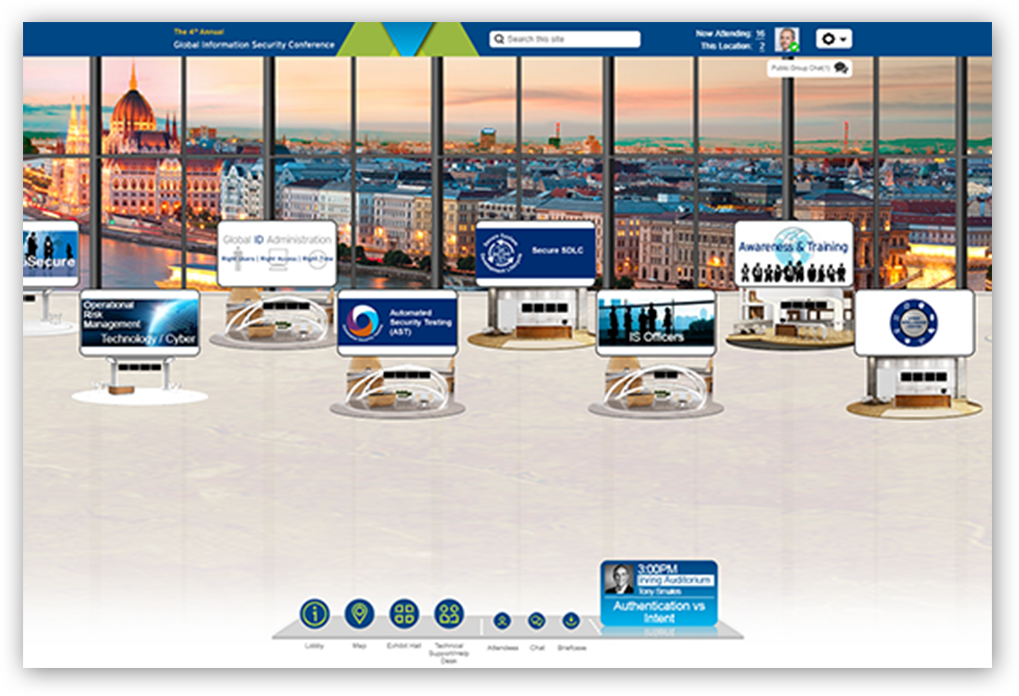 The 4th Annual
Global Information Security Conference
Search this site
Now Attending: 16
This Location: 2
Public Group Chat(1)
Secure
Global ID Administration
Right Users | Right Access | Right Time
Secure SDLC
Awareness & Training
Operational
Risk
Management
Technology / Cyber
Automated
Security Testing
(AST)
IS Officers
3:00PM
Irving Auditorium
Tony Smales
Authentication vs
Intent
Lobby
Map
Exhibit Hall
Technical
Support/Help
Desk
Attendees
Chat
Briefcase